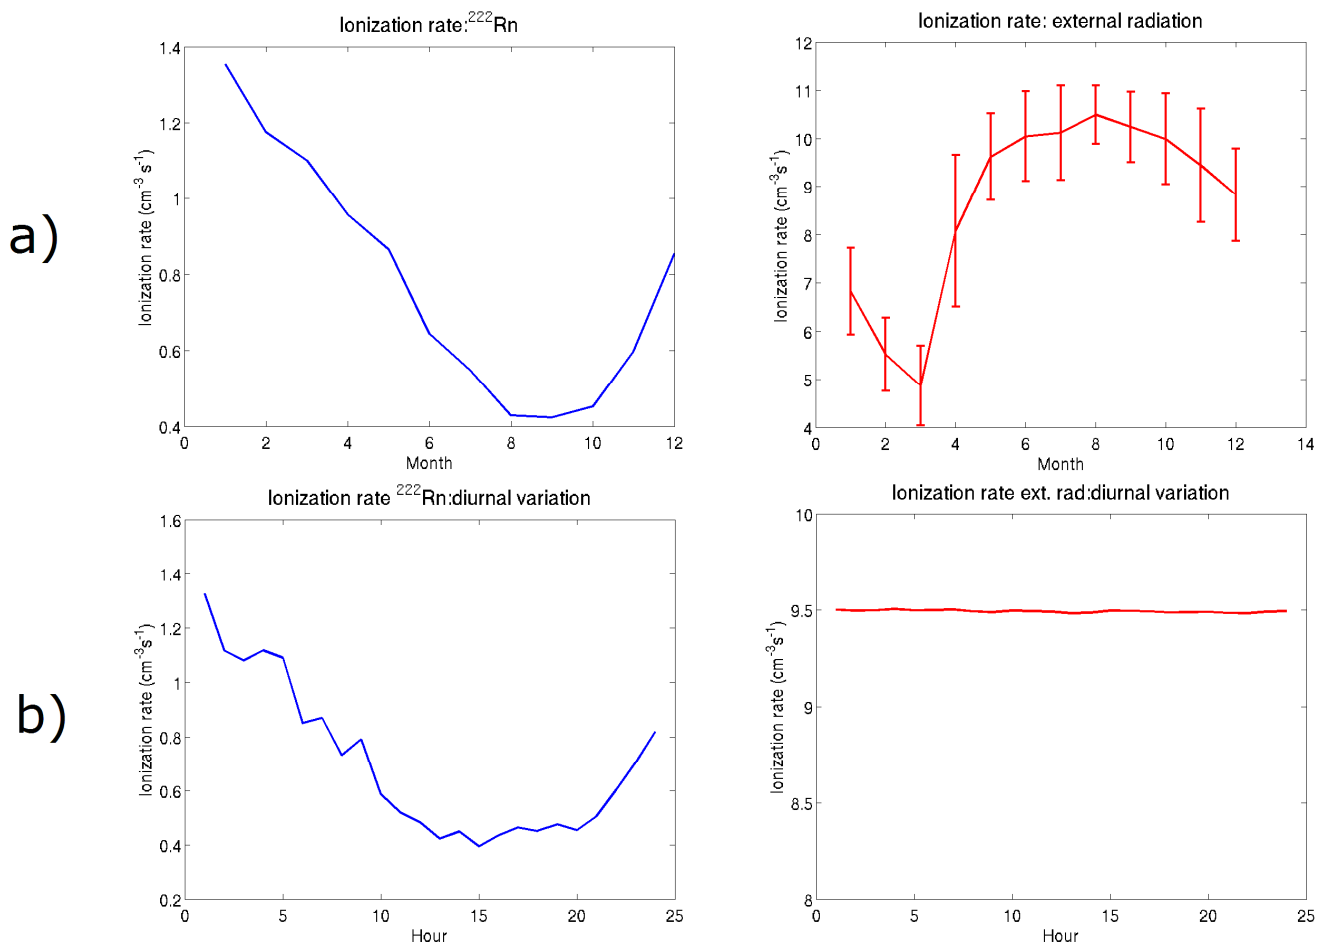 a)
Ionization rate:²²²Rn
Ionization rate (cm⁻³ s⁻¹)
1.4
1.2
1
0.8
0.6
0.4
0 2 4 6 8 10 12
Month
Ionization rate: external radiation
Ionization rate (cm⁻³s⁻¹)
12
11
10
9
8
7
6
5
4
0 2 4 6 8 10 12 14
Month
b)
Ionization rate ²²²Rn:diurnal variation
Ionization rate (cm⁻³s⁻¹)
1.6
1.4
1.2
1
0.8
0.6
0.4
0.2
0 5 10 15 20 25
Hour
Ionization rate ext. rad:diurnal variation
Ionization rate (cm⁻³s⁻¹)
10
9.5
9
8.5
8
0 5 10 15 20 25
Hour